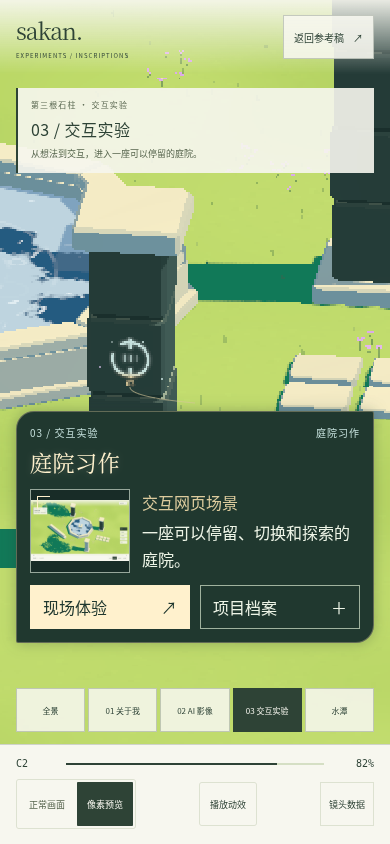 sakan.
EXPERIMENTS / INSCRIPTIONS
返回参考稿 ↗
第三根石柱 · 交互实验
03 / 交互实验
从想法到交互，进入一座可以停留的庭院。
03 / 交互实验
庭院习作
庭院习作
交互网页场景
一座可以停留、切换和探索的
庭院。
现场体验 ↗
项目档案 +
全景
01 关于我
02 AI 影像
03 交互实验
水潭
C2
82%
正常画面
像素预览
播放动效
镜头数据